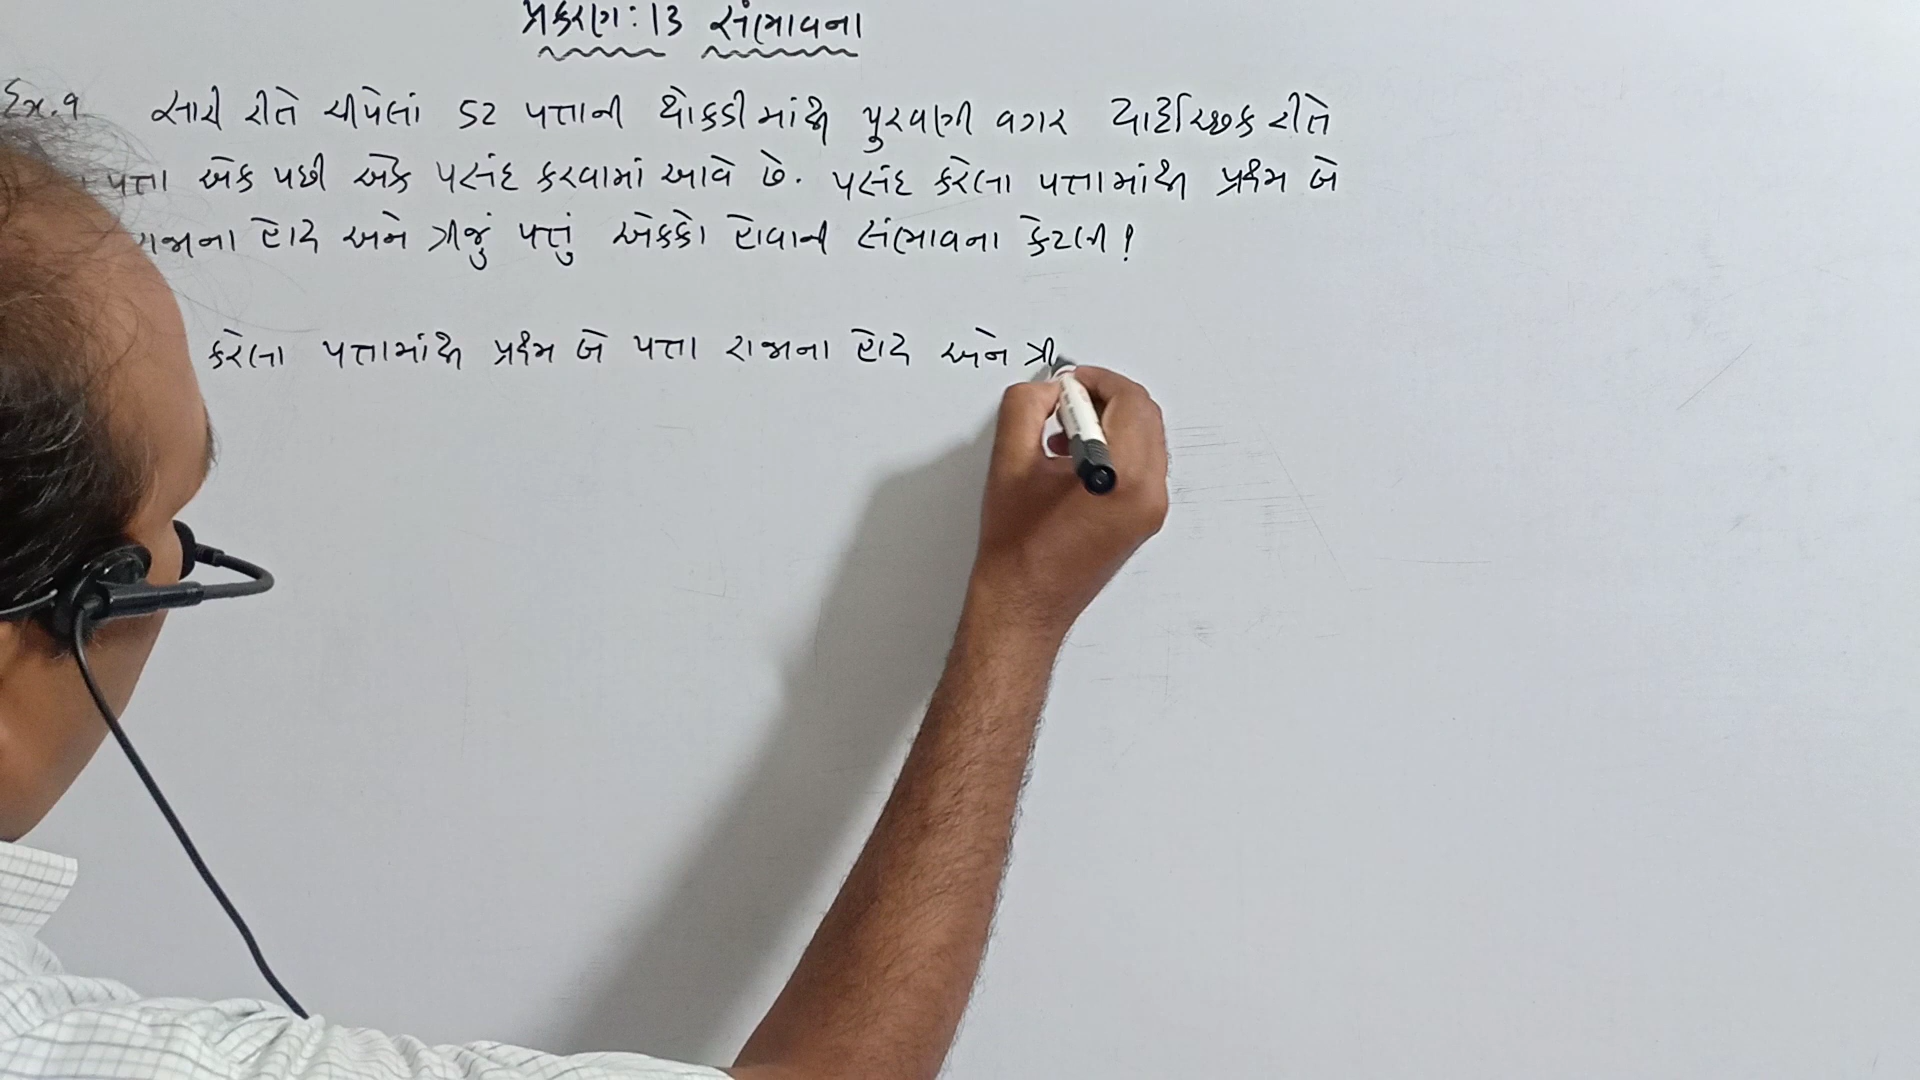 પ્રકરણ : 13 સંભાવના
Ex.9 સારી રીતે ચીપેલાં 52 પત્તાની થોકડીમાંથી પુરવણી વગર યાદૃચ્છિક રીતે
પત્તા એક પછી એક પસંદ કરવામાં આવે છે. પસંદ કરેલા પત્તામાંથી પ્રથમ બે
રાજાના હોય અને ત્રીજું પત્તું એક્કો હોવાની સંભાવના કેટલી?
કરેલા પત્તામાંથી પ્રથમ બે પત્તા રાજાના હોય અને ત્રી